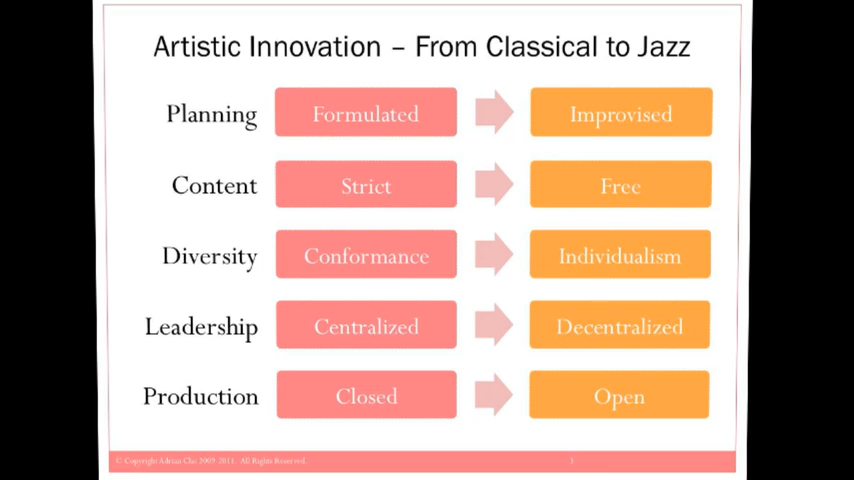 Artistic Innovation – From Classical to Jazz
Planning Formulated Improvised
Content Strict Free
Diversity Conformance Individualism
Leadership Centralized Decentralized
Production Closed Open
© Copyright Adrian Cho 2009-2011. All Rights Reserved. 3